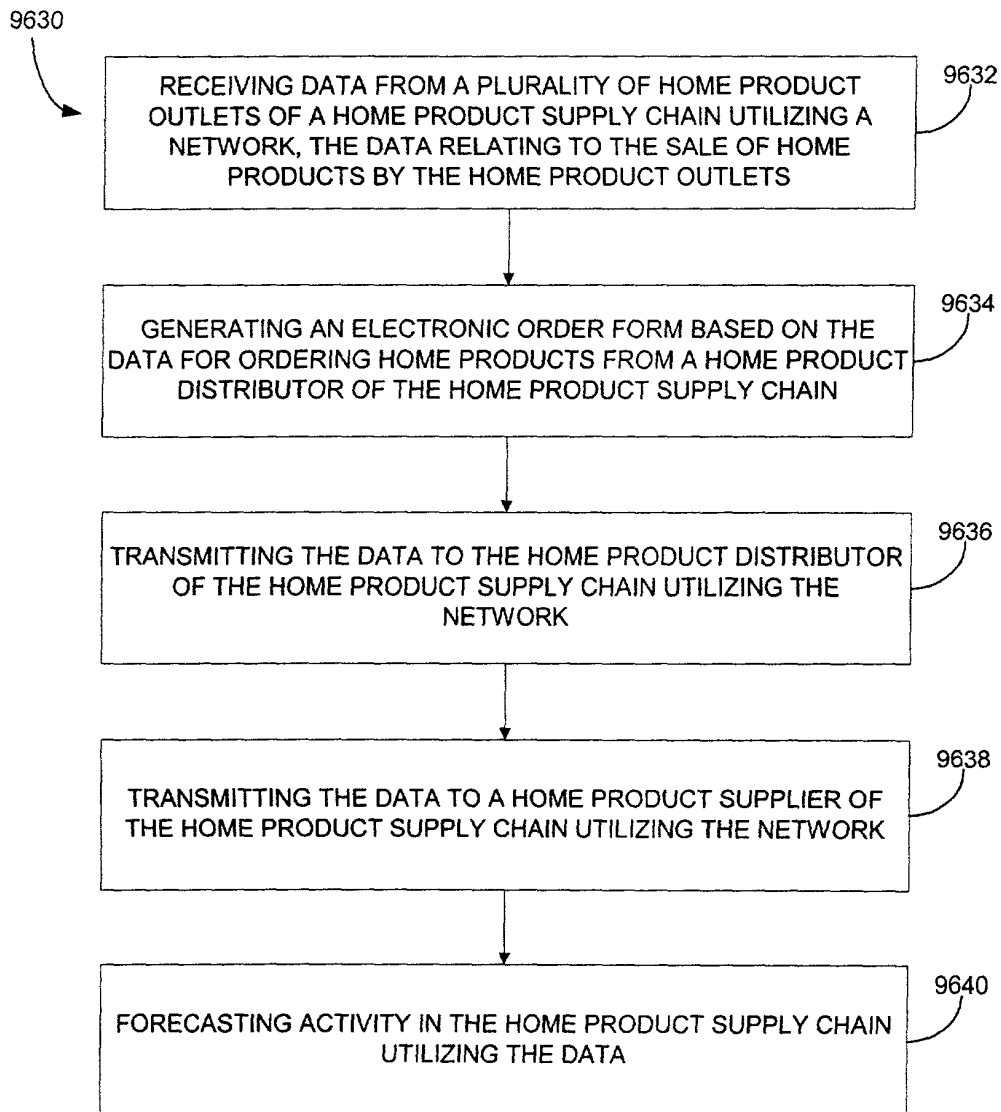 9630
9632
RECEIVING DATA FROM A PLURALITY OF HOME PRODUCT
OUTLETS OF A HOME PRODUCT SUPPLY CHAIN UTILIZING A
NETWORK, THE DATA RELATING TO THE SALE OF HOME
PRODUCTS BY THE HOME PRODUCT OUTLETS
9634
GENERATING AN ELECTRONIC ORDER FORM BASED ON THE
DATA FOR ORDERING HOME PRODUCTS FROM A HOME PRODUCT
DISTRIBUTOR OF THE HOME PRODUCT SUPPLY CHAIN
9636
TRANSMITTING THE DATA TO THE HOME PRODUCT DISTRIBUTOR
OF THE HOME PRODUCT SUPPLY CHAIN UTILIZING THE
NETWORK
9638
TRANSMITTING THE DATA TO A HOME PRODUCT SUPPLIER OF
THE HOME PRODUCT SUPPLY CHAIN UTILIZING THE NETWORK
9640
FORECASTING ACTIVITY IN THE HOME PRODUCT SUPPLY CHAIN
UTILIZING THE DATA